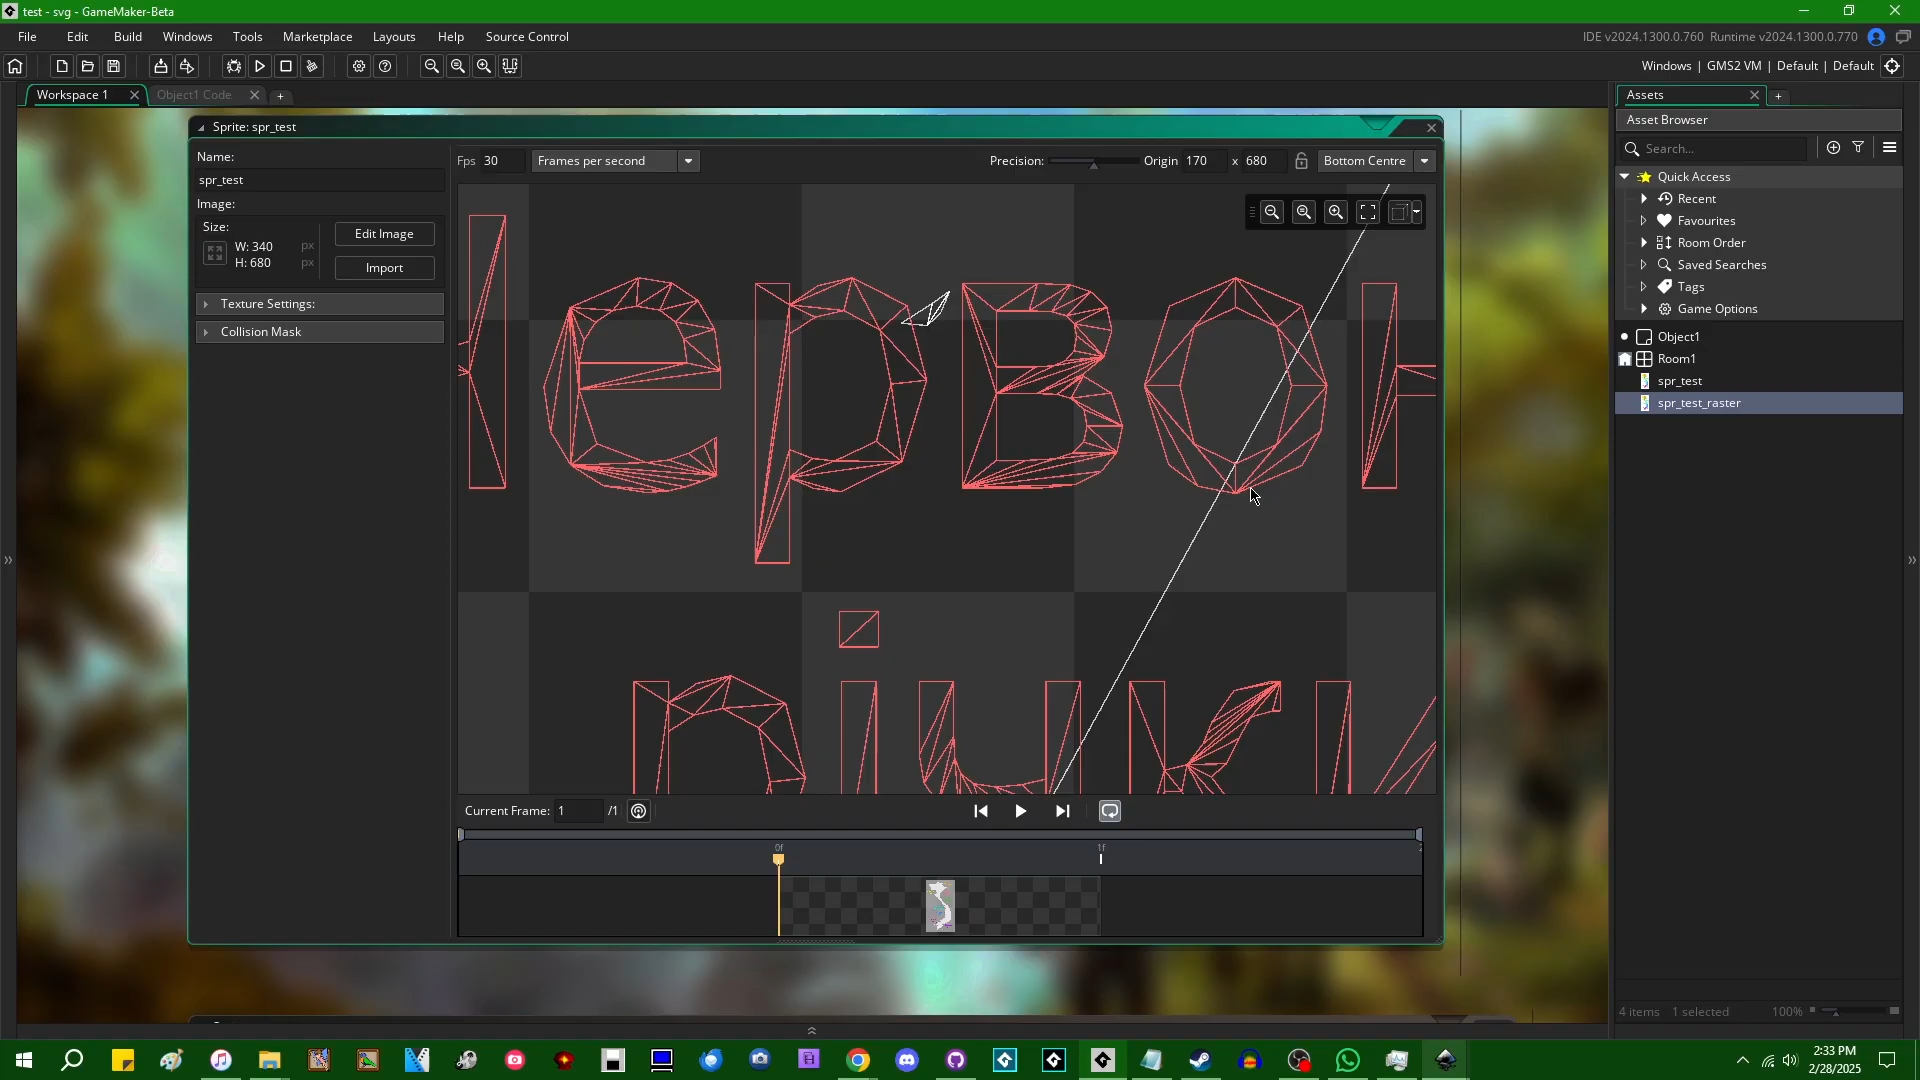 test - svg - GameMaker-Beta
File Edit Build Windows Tools Marketplace Layouts Help Source Control
IDE v2024.1300.0.760 Runtime v2024.1300.0.770
Windows | GMS2 VM | Default | Default
Workspace 1
Object1 Code
Assets
Asset Browser
Search...
Quick Access
Recent
Favourites
Room Order
Saved Searches
Tags
Game Options
Object1
Room1
spr_test
spr_test_raster
4 items 1 selected 100%
Sprite: spr_test
Name:
spr_test
Image:
Size:
W: 340 px
H: 680 px
Edit Image
Import
Texture Settings:
Collision Mask
Fps 30 Frames per second
Precision: Origin 170 x 680 Bottom Centre
Current Frame: 1 /1
0f 1f
2:33 PM
2/28/2025